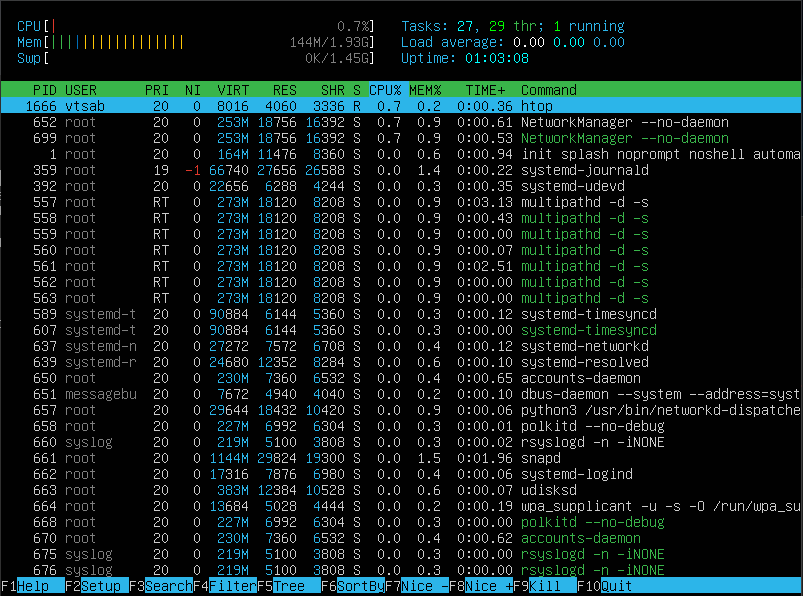 CPU[| 0.7%] Tasks: 27, 29 thr; 1 running
Mem[||||||||||||||||| 144M/1.93G] Load average: 0.00 0.00 0.00
Swp[ 0K/1.45G] Uptime: 01:03:08
PID USER PRI NI VIRT RES SHR S CPU% MEM% TIME+ Command
1666 vtsab 20 0 8016 4060 3336 R 0.7 0.2 0:00.36 htop
652 root 20 0 253M 18756 16392 S 0.7 0.9 0:00.61 NetworkManager --no-daemon
699 root 20 0 253M 18756 16392 S 0.7 0.9 0:00.53 NetworkManager --no-daemon
1 root 20 0 164M 11476 8360 S 0.0 0.6 0:00.94 init splash noprompt noshell automa
359 root 19 -1 66740 27656 26588 S 0.0 1.4 0:00.22 systemd-journald
392 root 20 0 22656 6288 4244 S 0.0 0.3 0:00.35 systemd-udevd
557 root RT 0 273M 18120 8208 S 0.0 0.9 0:03.13 multipathd -d -s
558 root RT 0 273M 18120 8208 S 0.0 0.9 0:00.43 multipathd -d -s
559 root RT 0 273M 18120 8208 S 0.0 0.9 0:00.00 multipathd -d -s
560 root RT 0 273M 18120 8208 S 0.0 0.9 0:00.07 multipathd -d -s
561 root RT 0 273M 18120 8208 S 0.0 0.9 0:02.51 multipathd -d -s
562 root RT 0 273M 18120 8208 S 0.0 0.9 0:00.00 multipathd -d -s
563 root RT 0 273M 18120 8208 S 0.0 0.9 0:00.00 multipathd -d -s
589 systemd-t 20 0 90884 6144 5360 S 0.0 0.3 0:00.12 systemd-timesyncd
607 systemd-t 20 0 90884 6144 5360 S 0.0 0.3 0:00.00 systemd-timesyncd
637 systemd-n 20 0 27272 7572 6708 S 0.0 0.4 0:00.12 systemd-networkd
639 systemd-r 20 0 24680 12352 8284 S 0.0 0.6 0:00.10 systemd-resolved
650 root 20 0 230M 7360 6532 S 0.0 0.4 0:00.65 accounts-daemon
651 messagebu 20 0 7672 4940 4040 S 0.0 0.2 0:00.10 dbus-daemon --system --address=syst
657 root 20 0 29644 18432 10420 S 0.0 0.9 0:00.06 python3 /usr/bin/networkd-dispatche
658 root 20 0 227M 6992 6304 S 0.0 0.3 0:00.01 polkitd --no-debug
660 syslog 20 0 219M 5100 3808 S 0.0 0.3 0:00.02 rsyslogd -n -iNONE
661 root 20 0 1144M 29824 19300 S 0.0 1.5 0:01.96 snapd
662 root 20 0 17316 7876 6980 S 0.0 0.4 0:00.06 systemd-logind
663 root 20 0 383M 12384 10528 S 0.0 0.6 0:00.07 udisksd
664 root 20 0 13684 5028 4444 S 0.0 0.2 0:00.19 wpa_supplicant -u -s -O /run/wpa_su
668 root 20 0 227M 6992 6304 S 0.0 0.3 0:00.00 polkitd --no-debug
670 root 20 0 230M 7360 6532 S 0.0 0.4 0:00.62 accounts-daemon
675 syslog 20 0 219M 5100 3808 S 0.0 0.3 0:00.00 rsyslogd -n -iNONE
676 syslog 20 0 219M 5100 3808 S 0.0 0.3 0:00.00 rsyslogd -n -iNONE
F1Help F2Setup F3SearchF4FilterF5Tree F6SortByF7Nice -F8Nice +F9Kill F10Quit